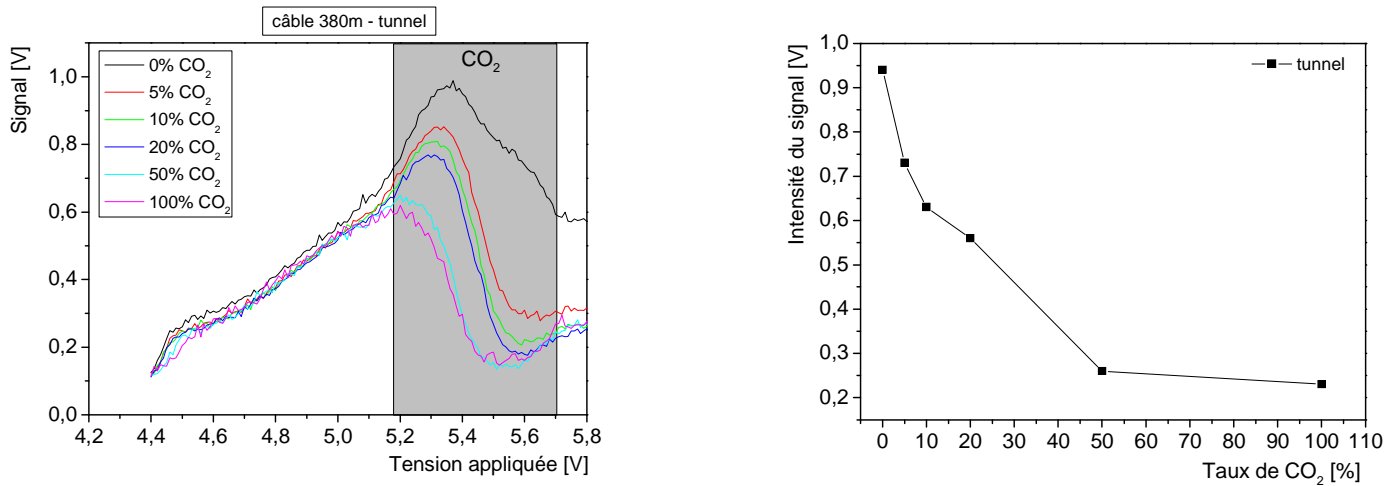 câble 380m - tunnel
Signal [V]
1,0
0,8
0,6
0,4
0,2
0,0
0% CO₂
5% CO₂
10% CO₂
20% CO₂
50% CO₂
100% CO₂
CO₂
4,2 4,4 4,6 4,8 5,0 5,2 5,4 5,6 5,8
Tension appliquée [V]
Intensité du signal [V]
1,0
0,9
0,8
0,7
0,6
0,5
0,4
0,3
0,2
tunnel
0 10 20 30 40 50 60 70 80 90 100 110
Taux de CO₂ [%]